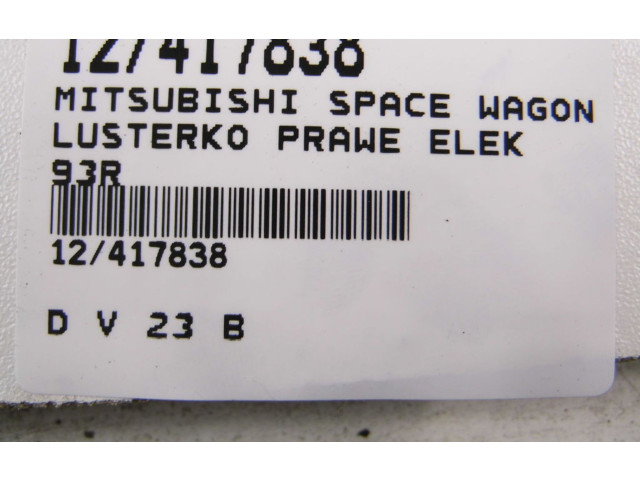 12/417838
MITSUBISHI SPACE WAGON
LUSTERKO PRAWE ELEK
93R
12/417838
D V 23 B